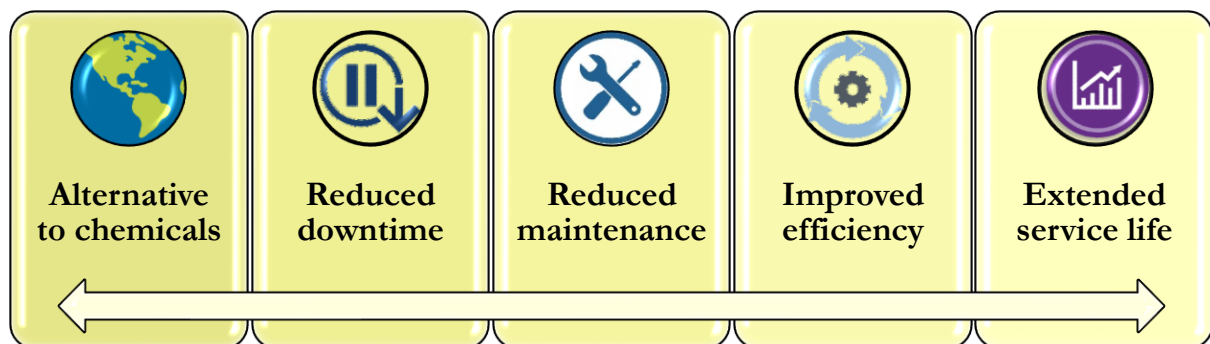 Alternative
to chemicals
Reduced
downtime
Reduced
maintenance
Improved
efficiency
Extended
service life